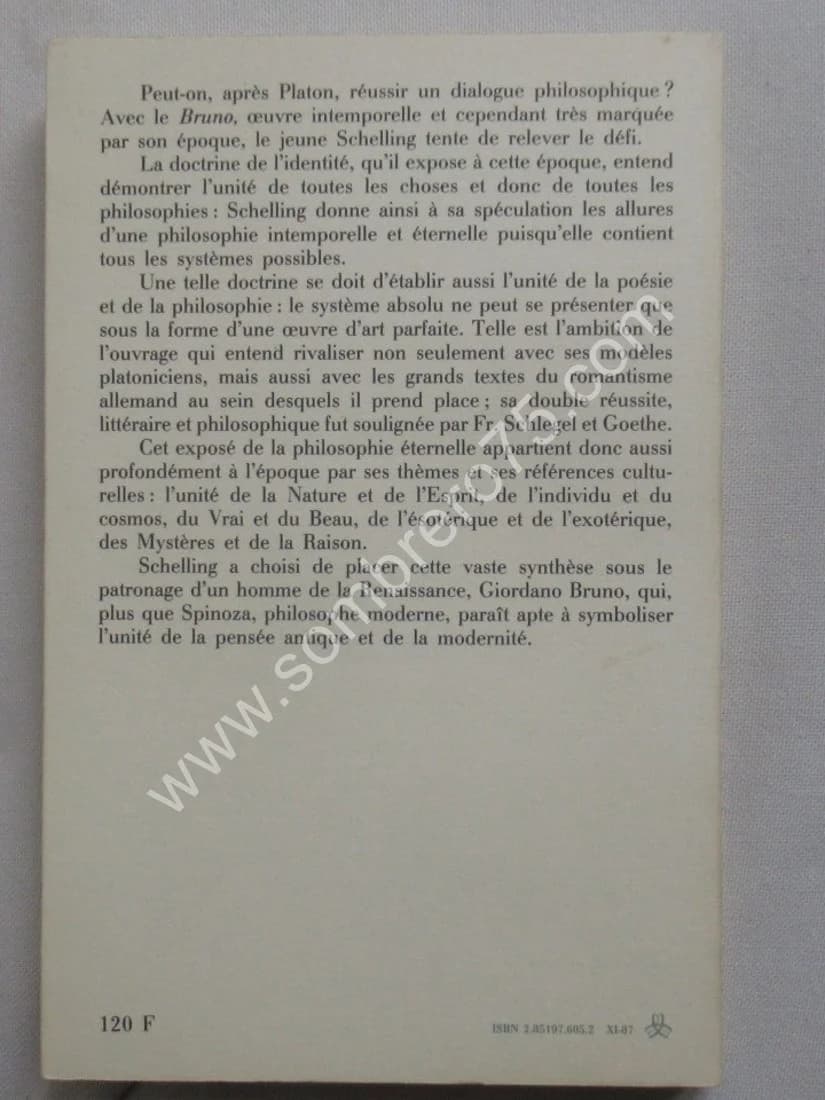 Peut-on, après Platon, réussir un dialogue philosophique ?
Avec le Bruno, œuvre intemporelle et cependant très marquée
par son époque, le jeune Schelling tente de relever le défi.
La doctrine de l'identité, qu'il expose à cette époque, entend
démontrer l'unité de toutes les choses et donc de toutes les
philosophies : Schelling donne ainsi à sa spéculation les allures
d'une philosophie intemporelle et éternelle puisqu'elle contient
tous les systèmes possibles.
Une telle doctrine se doit d'établir aussi l'unité de la poésie
et de la philosophie : le système absolu ne peut se présenter que
sous la forme d'une œuvre d'art parfaite. Telle est l'ambition de
l'ouvrage qui entend rivaliser non seulement avec ses modèles
platoniciens, mais aussi avec les grands textes du romantisme
allemand au sein desquels il prend place ; sa double réussite,
littéraire et philosophique fut soulignée par Fr. Schlegel et Goethe.
Cet exposé de la philosophie éternelle appartient donc aussi
profondément à l'époque par ses thèmes et ses références cultu-
relles : l'unité de la Nature et de l'Esprit, de l'individu et du
cosmos, du Vrai et du Beau, de l'ésotérique et de l'exotérique,
des Mystères et de la Raison.
Schelling a choisi de placer cette vaste synthèse sous le
patronage d'un homme de la Renaissance, Giordano Bruno, qui,
plus que Spinoza, philosophe moderne, paraît apte à symboliser
l'unité de la pensée antique et de la modernité.
www.sombrero75.com
120 F
ISBN 2.85197.605.2 XI-87